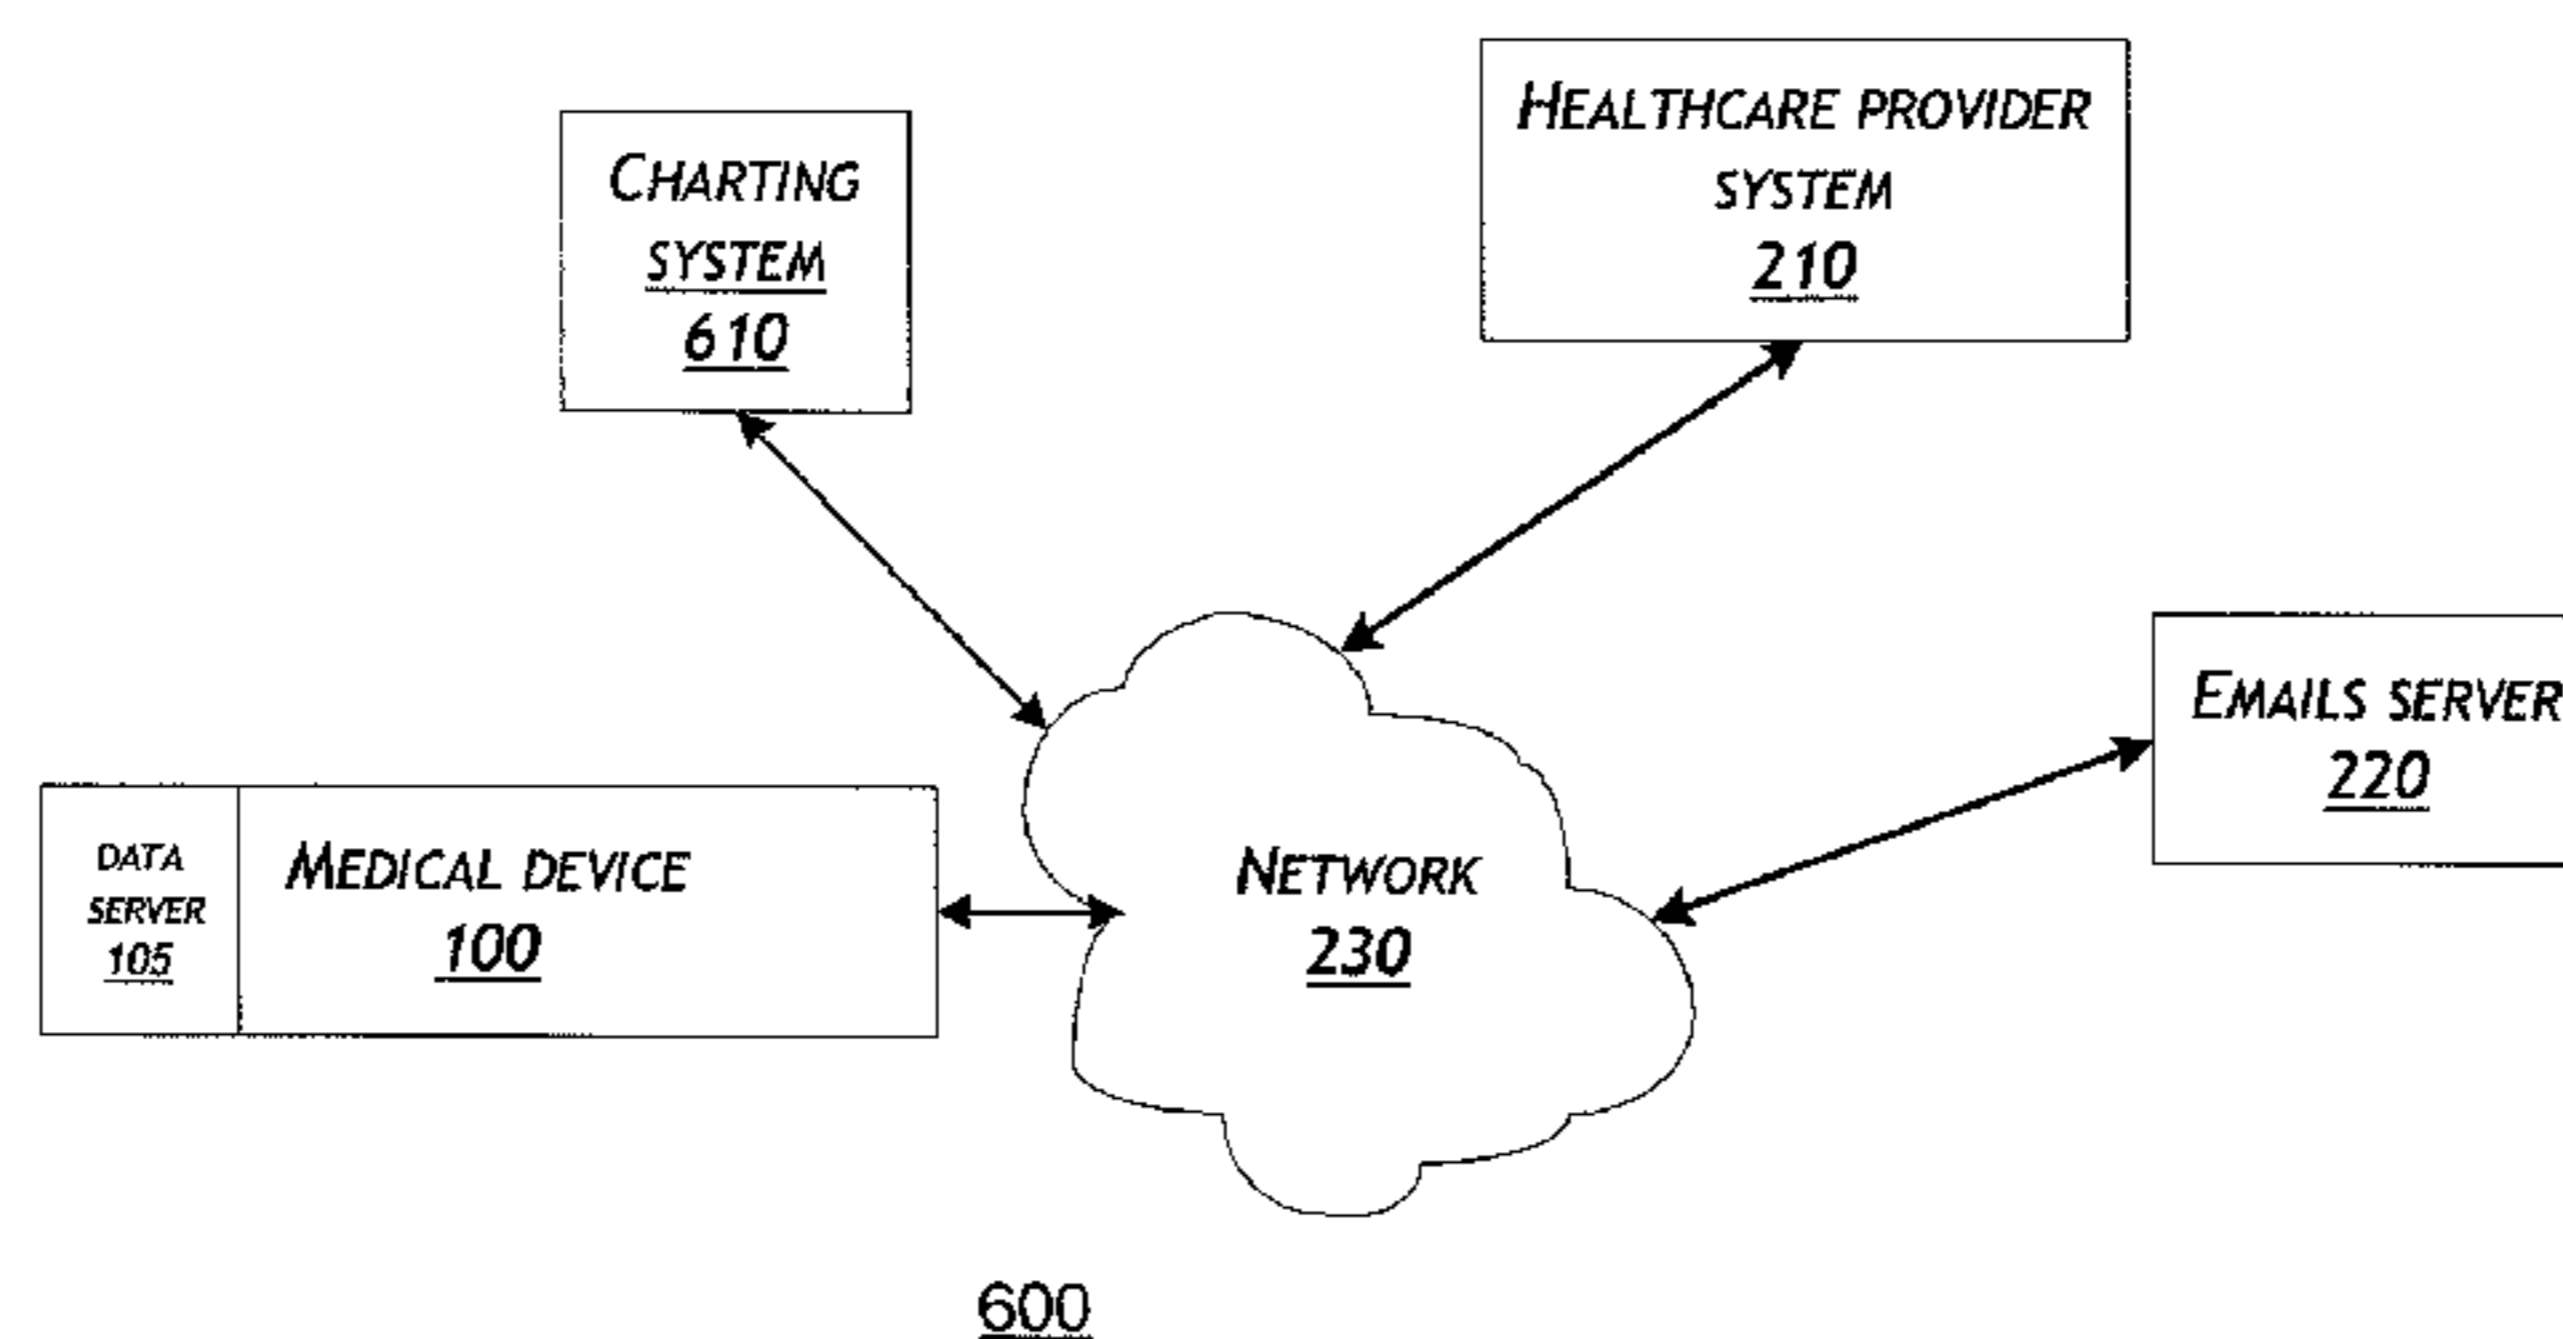 HEALTHCARE PROVIDER
SYSTEM
210
CHARTING
SYSTEM
610
EMAILS SERVER
220
DATA
SERVER
105
MEDICAL DEVICE
100
NETWORK
230
600